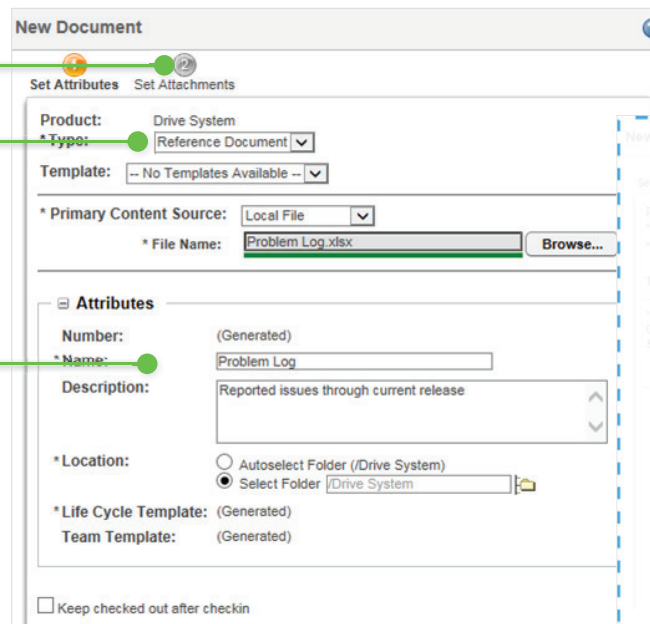 New Document
1 2
Set Attributes Set Attachments
Product: Drive System
*Type: Reference Document
Template: -- No Templates Available --
* Primary Content Source: Local File
* File Name: Problem Log.xlsx Browse...
Attributes
Number: (Generated)
*Name: Problem Log
Description: Reported issues through current release
*Location: Autoselect Folder (/Drive System)
Select Folder /Drive System
*Life Cycle Template: (Generated)
Team Template: (Generated)
Keep checked out after checkin